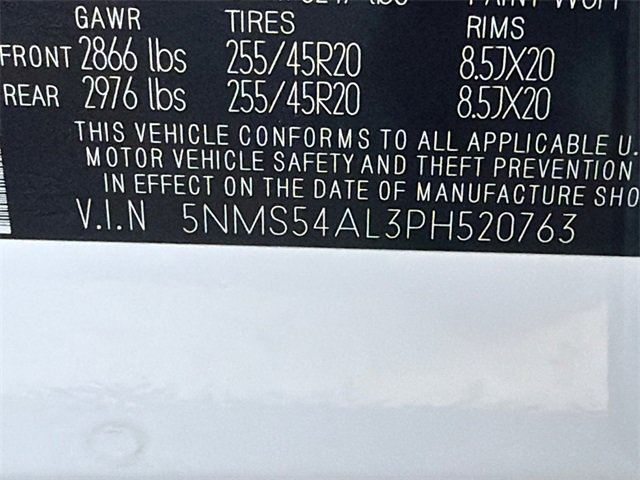 GAWR TIRES RIMS
FRONT 2866 lbs 255/45R20 8.5JX20
REAR 2976 lbs 255/45R20 8.5JX20
THIS VEHICLE CONFORMS TO ALL APPLICABLE U.
MOTOR VEHICLE SAFETY AND THEFT PREVENTION
IN EFFECT ON THE DATE OF MANUFACTURE SHO
V.I.N 5NMS54AL3PH520763